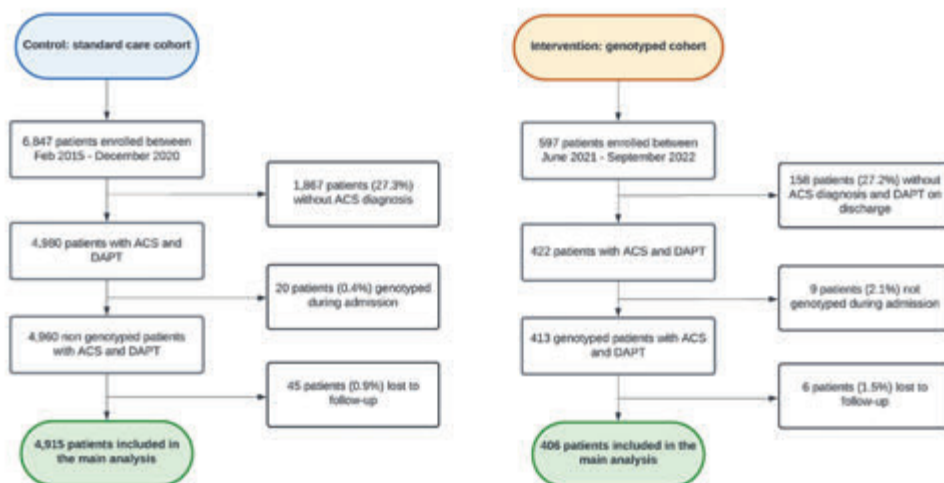 Control: standard care cohort
6,847 patients enrolled between
Feb 2015 - December 2020
1,867 patients (27.3%)
without ACS diagnosis
4,980 patients with ACS and
DAPT
20 patients (0.4%) genotyped
during admission
4,960 non genotyped patients
with ACS and DAPT
45 patients (0.9%) lost to
follow-up
4,915 patients included in
the main analysis
Intervention: genotyped cohort
597 patients enrolled between
June 2021 - September 2022
158 patients (27.2%) without
ACS diagnosis and DAPT on
discharge
422 patients with ACS and DAPT
9 patients (2.1%) not
genotyped during admission
413 genotyped patients with ACS
and DAPT
6 patients (1.5%) lost to
follow-up
406 patients included in the
main analysis